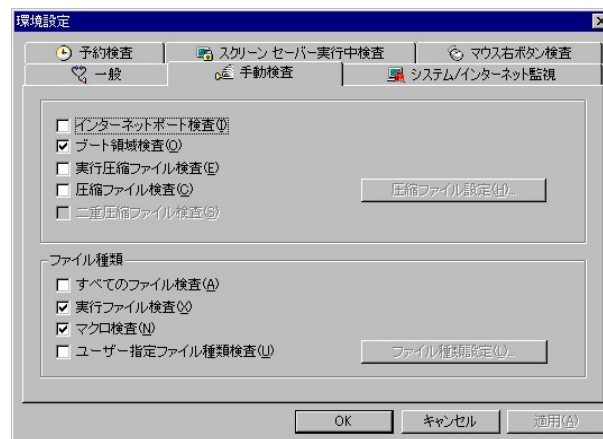 環境設定
予約検査
スクリーン セーバー実行中検査
マウス右ボタン検査
一般
手動検査
システム/インターネット監視
インターネットポート検査(I)
ブート領域検査(O)
実行圧縮ファイル検査(E)
圧縮ファイル検査(C)
圧縮ファイル設定(H)...
二重圧縮ファイル検査(S)
ファイル種類
すべてのファイル検査(A)
実行ファイル検査(X)
マクロ検査(N)
ユーザー指定ファイル種類検査(U)
ファイル種類設定(L)...
OK
キャンセル
適用(A)